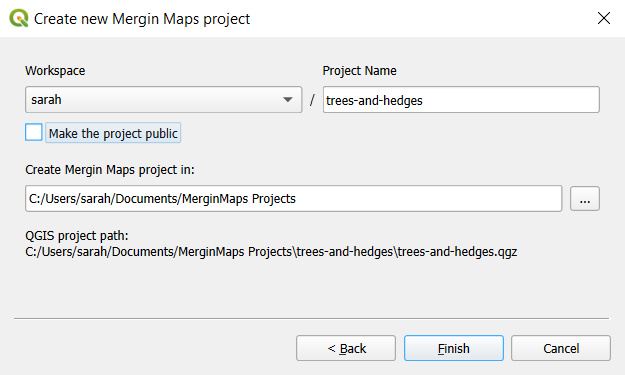 Create new Mergin Maps project
Workspace
Project Name
sarah
/
trees-and-hedges
Make the project public
Create Mergin Maps project in:
C:/Users/sarah/Documents/MerginMaps Projects
...
QGIS project path:
C:/Users/sarah/Documents/MerginMaps Projects\trees-and-hedges\trees-and-hedges.qgz
< Back
Finish
Cancel